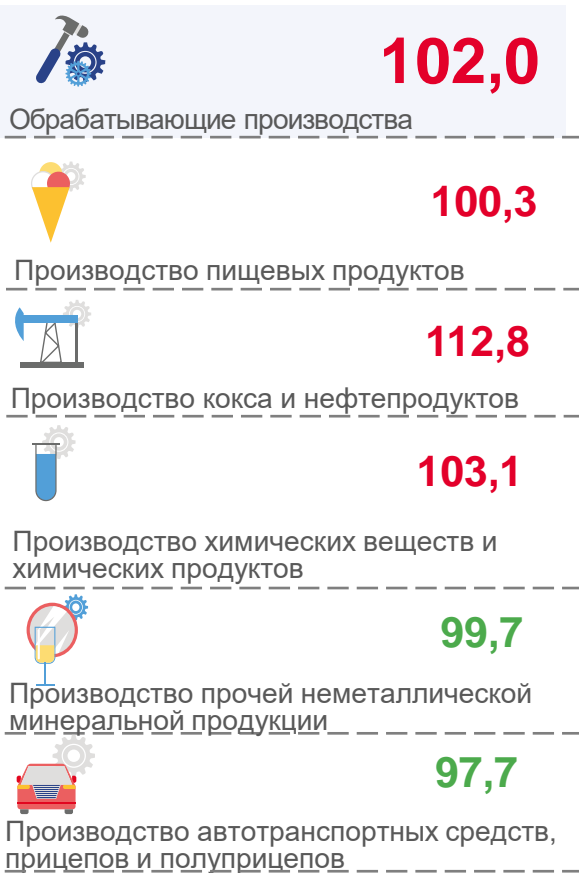 102,0
Обрабатывающие производства
100,3
Производство пищевых продуктов
112,8
Производство кокса и нефтепродуктов
103,1
Производство химических веществ и
химических продуктов
99,7
Производство прочей неметаллической
минеральной продукции
97,7
Производство автотранспортных средств,
прицепов и полуприцепов